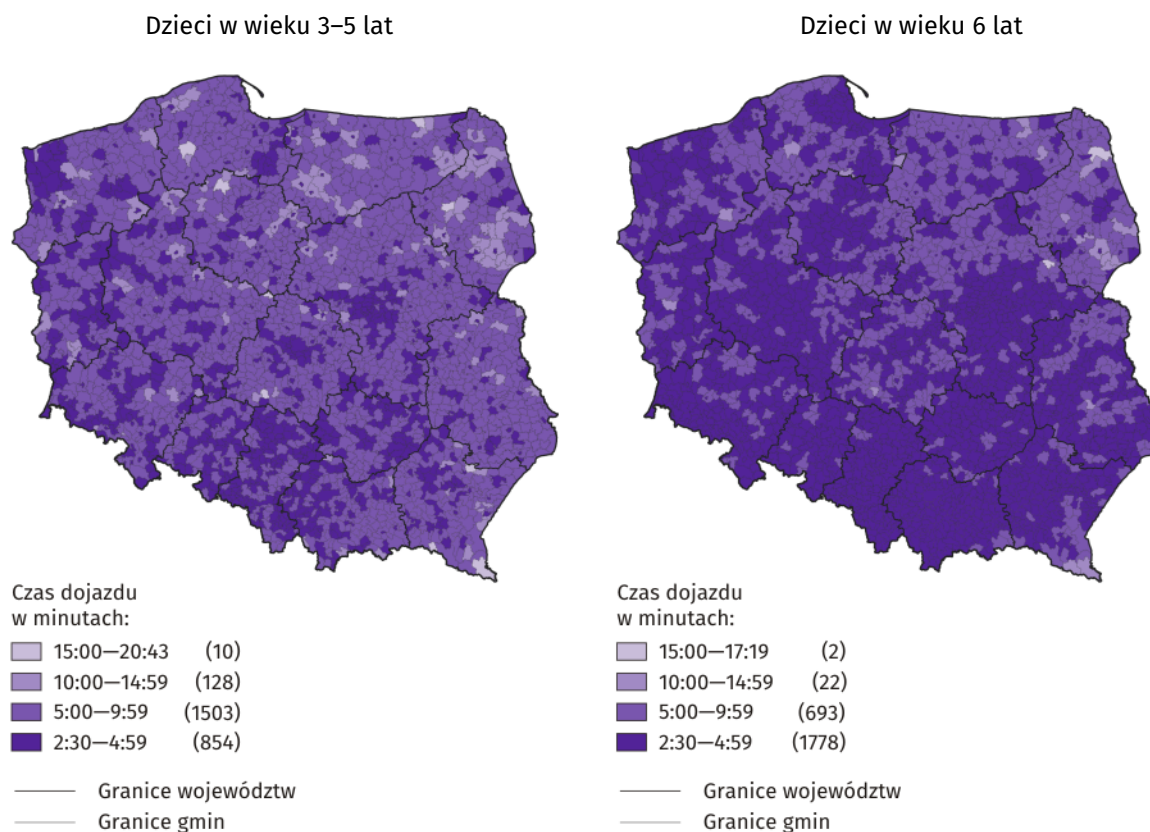 Dzieci w wieku 3–5 lat
Czas dojazdu
w minutach:
15:00—20:43 (10)
10:00—14:59 (128)
5:00—9:59 (1503)
2:30—4:59 (854)
Granice województw
Granice gmin
Dzieci w wieku 6 lat
Czas dojazdu
w minutach:
15:00—17:19 (2)
10:00—14:59 (22)
5:00—9:59 (693)
2:30—4:59 (1778)
Granice województw
Granice gmin